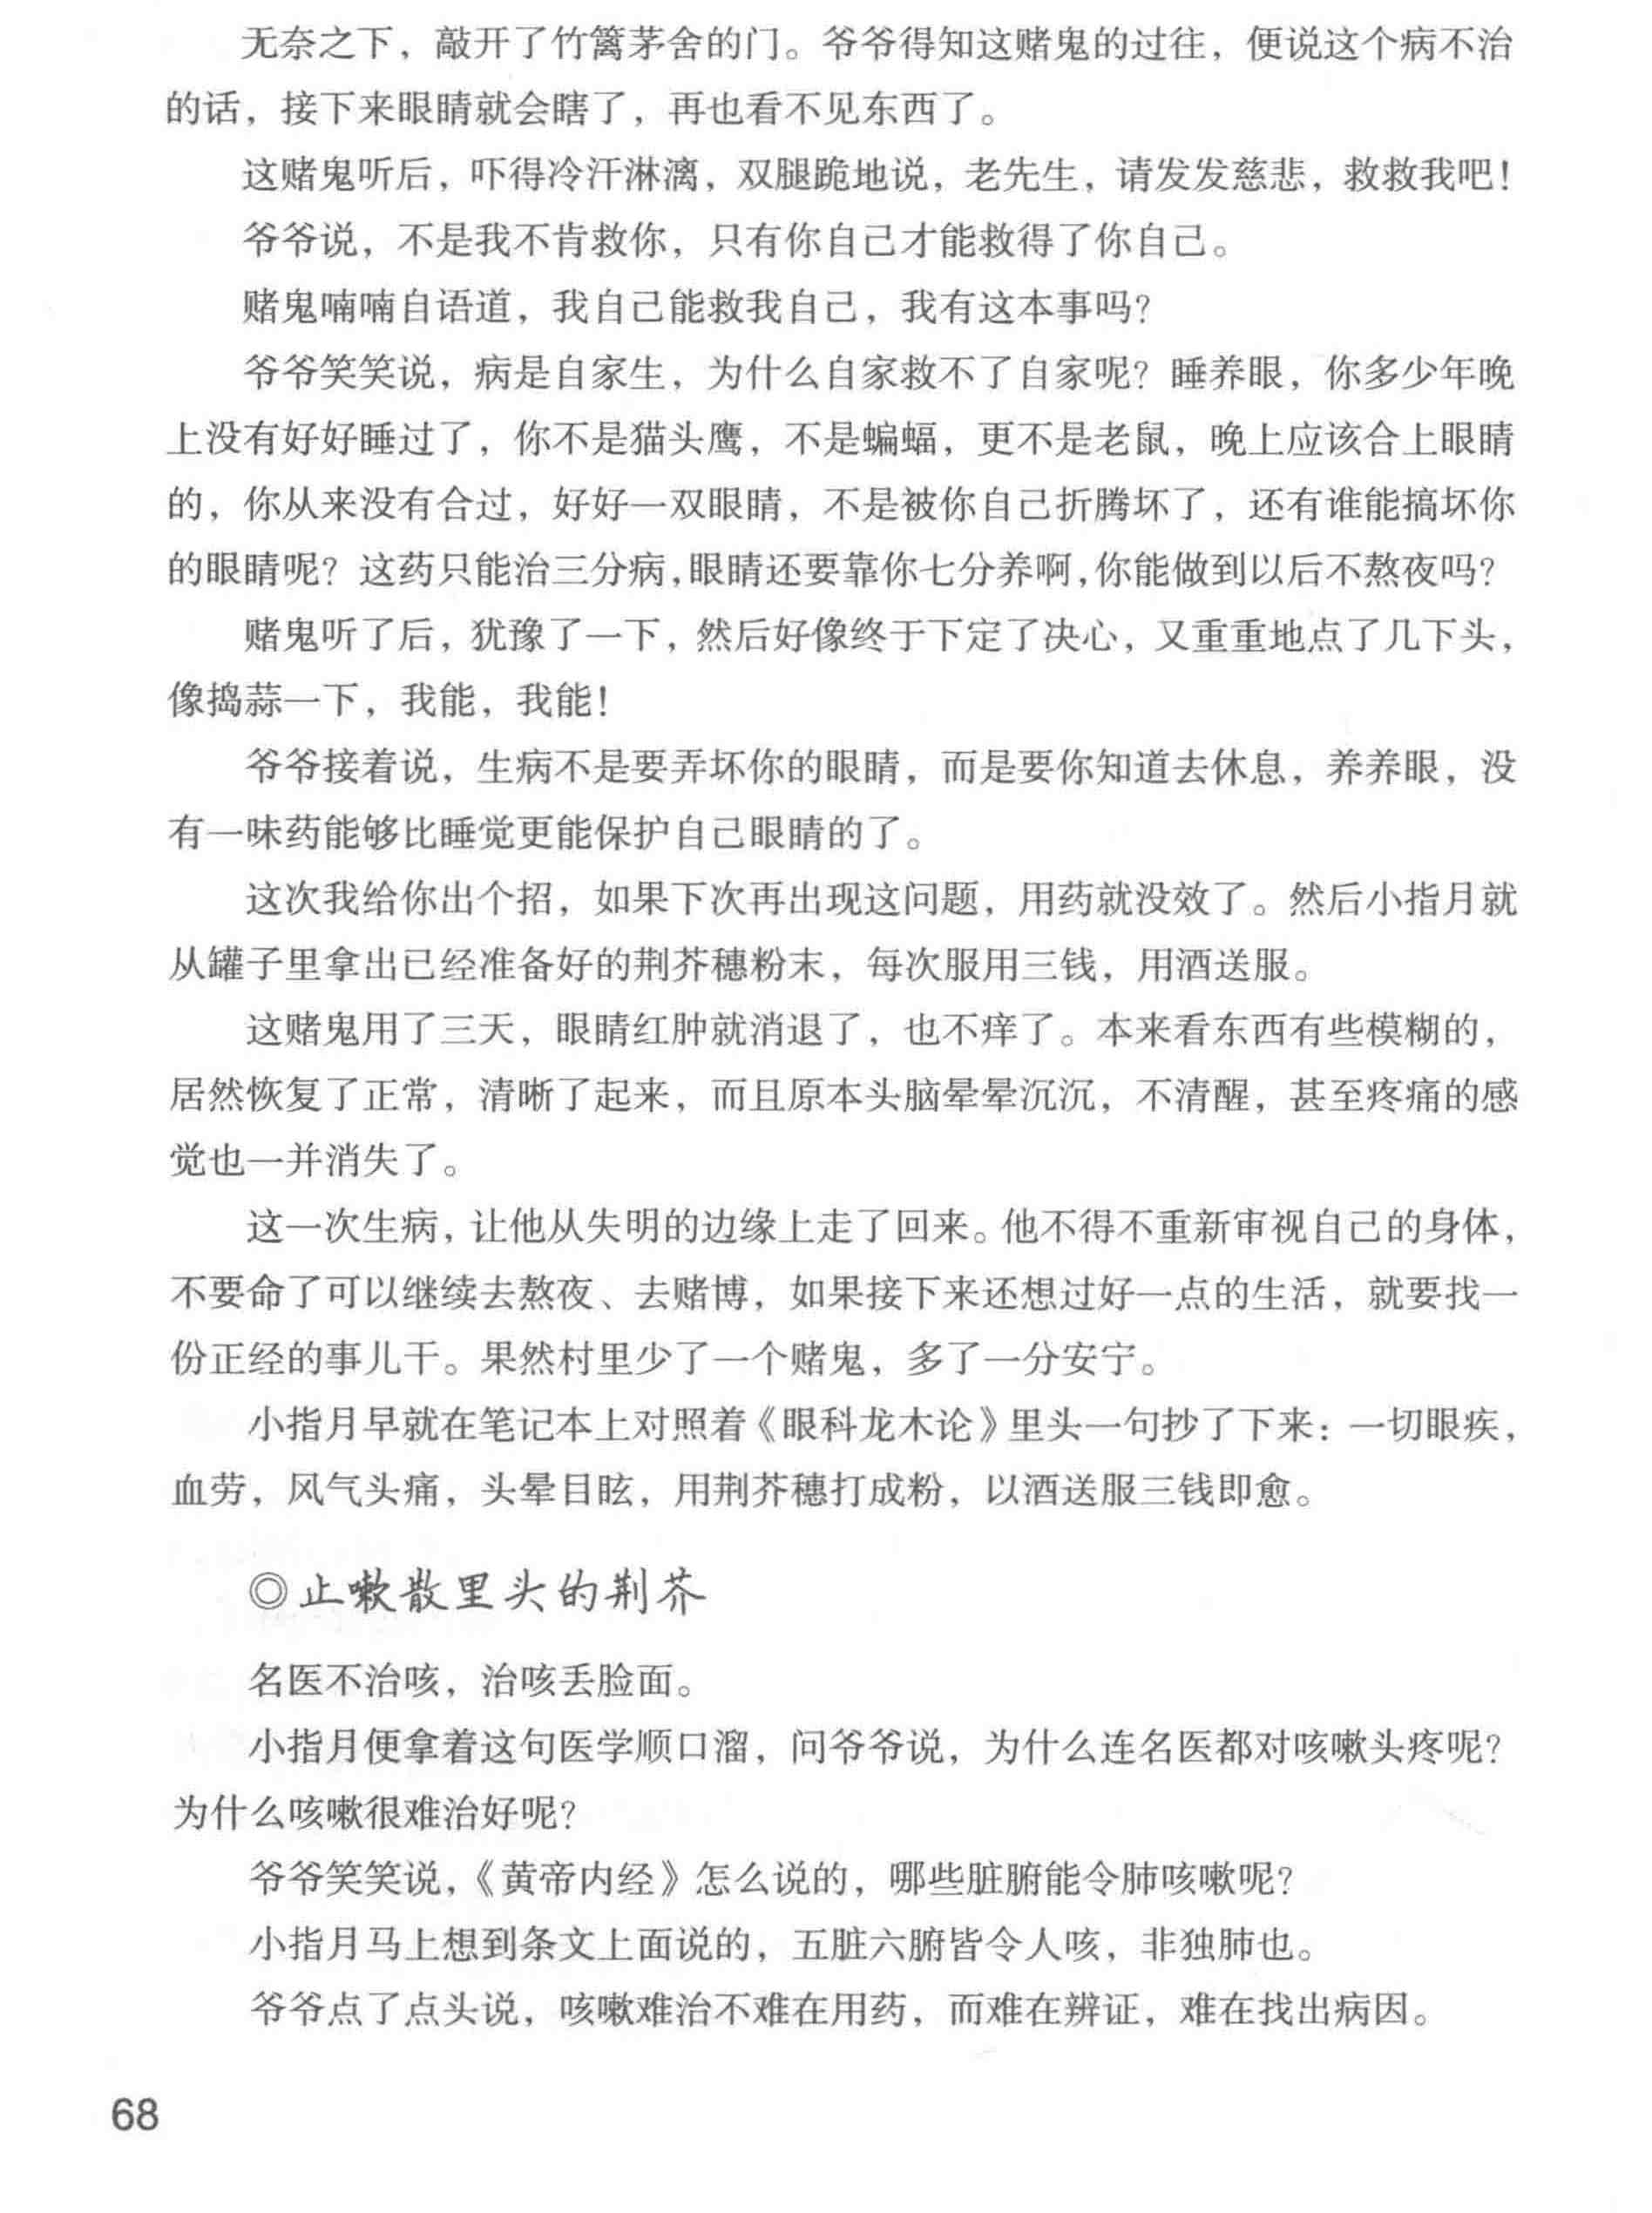 无奈之下，敲开了竹篱茅舍的门。爷爷得知这赌鬼的过往，便说这个病不治
的话，接下来眼睛就会瞎了，再也看不见东西了。
这赌鬼听后，吓得冷汗淋漓，双腿跪地说，老先生，请发发慈悲，救救我吧！
爷爷说，不是我不肯救你，只有你自己才能救得了你自己。
赌鬼喃喃自语道，我自己能救我自己，我有这本事吗？
爷爷笑笑说，病是自家生，为什么自家救不了自家呢？睡养眼，你多少年晚
上没有好好睡过了，你不是猫头鹰，不是蝙蝠，更不是老鼠，晚上应该合上眼睛
的，你从来没有合过，好好一双眼睛，不是被你自己折腾坏了，还有谁能搞坏你
的眼睛呢？这药只能治三分病，眼睛还要靠你七分养啊，你能做到以后不熬夜吗？
赌鬼听了后，犹豫了一下，然后好像终于下定了决心，又重重地点了几下头，
像捣蒜一下，我能，我能！
爷爷接着说，生病不是要弄坏你的眼睛，而是要你知道去休息，养养眼，没
有一味药能够比睡觉更能保护自己眼睛的了。
这次我给你出个招，如果下次再出现这问题，用药就没效了。然后小指月就
从罐子里拿出已经准备好的荆芥穗粉末，每次服用三钱，用酒送服。
这赌鬼用了三天，眼睛红肿就消退了，也不痒了。本来看东西有些模糊的，
居然恢复了正常，清晰了起来，而且原本头脑晕晕沉沉，不清醒，甚至疼痛的感
觉也一并消失了。
这一次生病，让他从失明的边缘上走了回来。他不得不重新审视自己的身体，
不要命了可以继续去熬夜、去赌博，如果接下来还想过好一点的生活，就要找一
份正经的事儿干。果然村里少了一个赌鬼，多了一分安宁。
小指月早就在笔记本上对照着《眼科龙木论》里头一句抄了下来：一切眼疾，
血劳，风气头痛，头晕目眩，用荆芥穗打成粉，以酒送服三钱即愈。
◎止嗽散里头的荆芥
名医不治咳，治咳丢脸面。
小指月便拿着这句医学顺口溜，问爷爷说，为什么连名医都对咳嗽头疼呢？
为什么咳嗽很难治好呢？
爷爷笑笑说，《黄帝内经》怎么说的，哪些脏腑能令肺咳嗽呢？
小指月马上想到条文上面说的，五脏六腑皆令人咳，非独肺也。
爷爷点了点头说，咳嗽难治不难在用药，而难在辨证，难在找出病因。
68